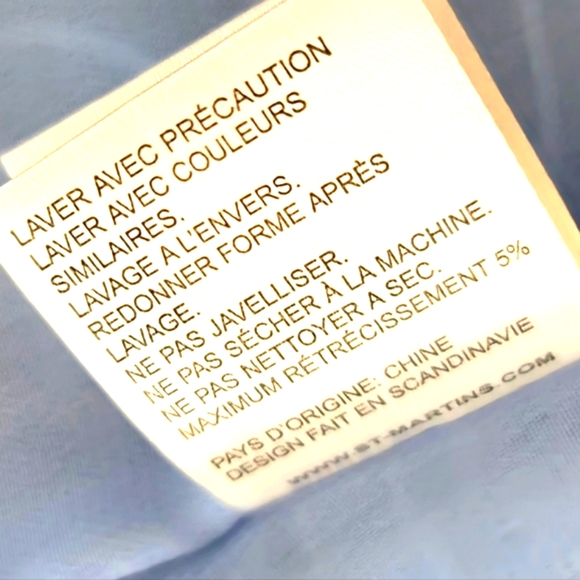 LAVER AVEC PRÉCAUTION
LAVER AVEC COULEURS
SIMILAIRES.
LAVAGE A L'ENVERS.
REDONNER FORME APRÈS
LAVAGE.
NE PAS JAVELLISER.
NE PAS SÉCHER À LA MACHINE.
NE PAS NETTOYER A SEC.
MAXIMUM RÉTRÉCISSEMENT 5%
PAYS D'ORIGINE: CHINE
DESIGN FAIT EN SCANDINAVIE
WWW.ST-MARTINS.COM